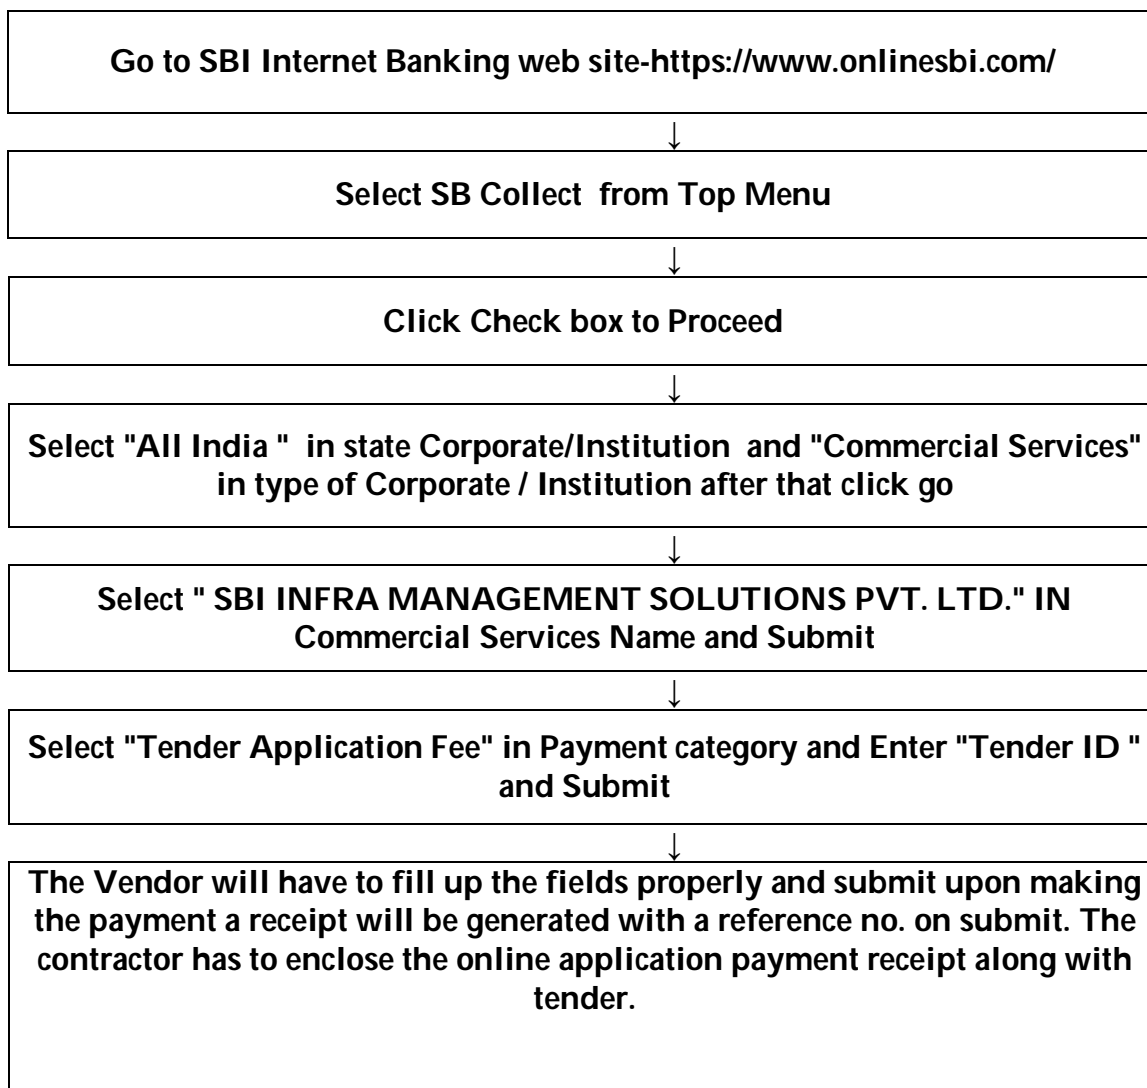 Go to SBI Internet Banking web site-https://www.onlinesbi.com/
↓
Select SB Collect from Top Menu
↓
Click Check box to Proceed
↓
Select "All India " in state Corporate/Institution and "Commercial Services"
in type of Corporate / Institution after that click go
↓
Select " SBI INFRA MANAGEMENT SOLUTIONS PVT. LTD." IN
Commercial Services Name and Submit
↓
Select "Tender Application Fee" in Payment category and Enter "Tender ID "
and Submit
↓
The Vendor will have to fill up the fields properly and submit upon making
the payment a receipt will be generated with a reference no. on submit. The
contractor has to enclose the online application payment receipt along with
tender.